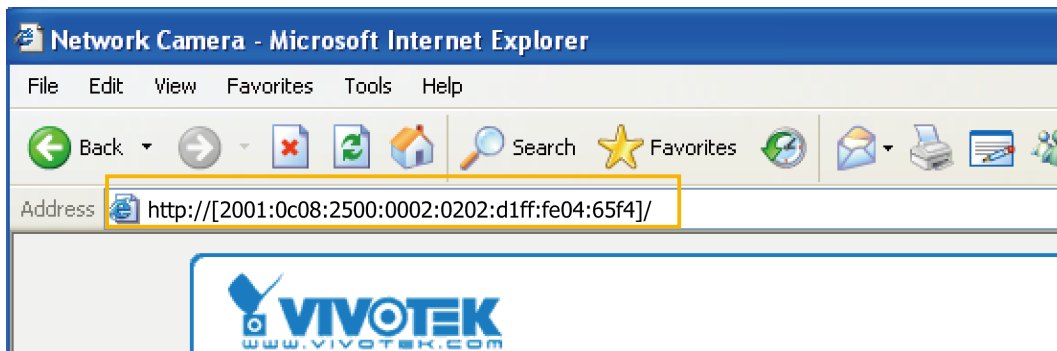 Network Camera - Microsoft Internet Explorer
File Edit View Favorites Tools Help
Back Search Favorites
Address http://[2001:0c08:2500:0002:0202:d1ff:fe04:65f4]/
VIVOTEK
www.vivotek.com